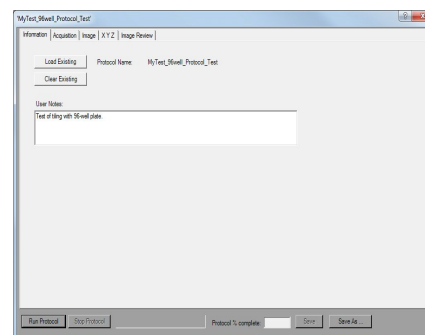 'MyTest_96well_Protocol_Test'
Information Acquisition Image X Y Z Image Review
Load Existing Protocol Name: MyTest_96well_Protocol_Test
Clear Existing
User Notes:
Test of tiling with 96-well plate.
Run Protocol Stop Protocol Protocol % complete: Save Save As ...